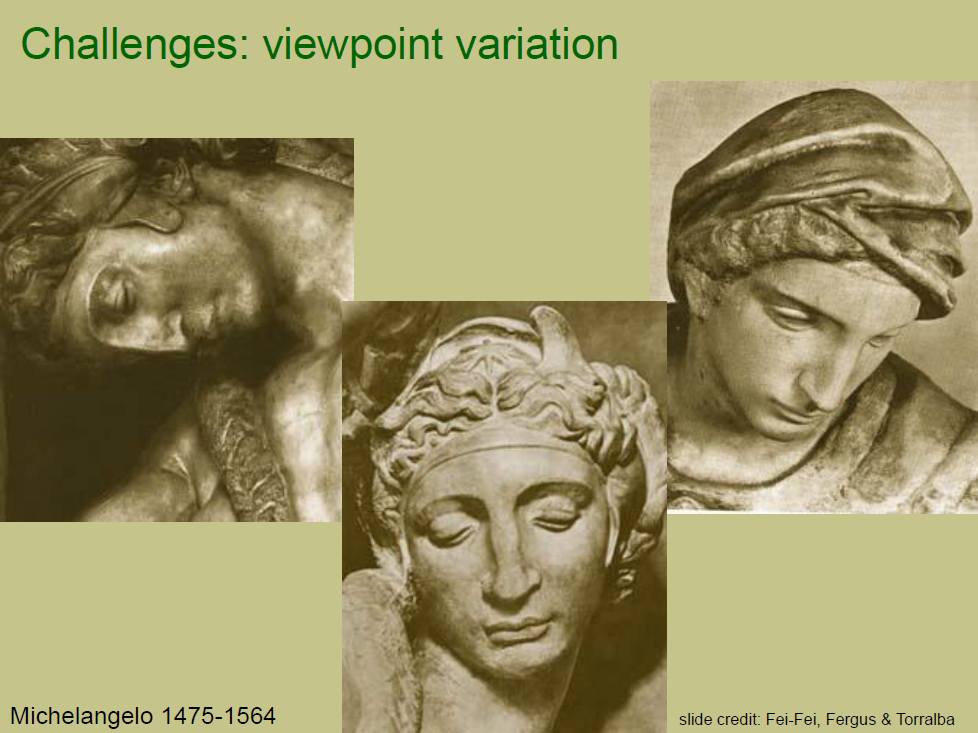 Challenges: viewpoint variation
Michelangelo 1475-1564
slide credit: Fei-Fei, Fergus & Torralba